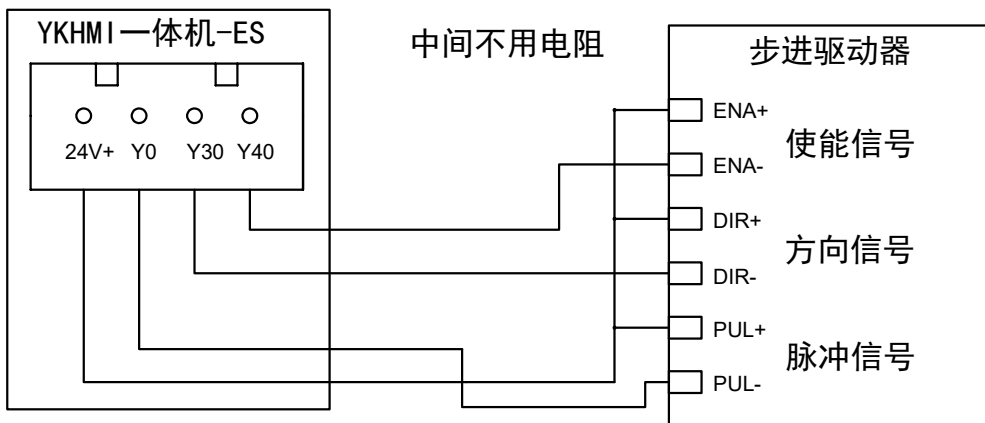 YKHMI一体机-ES
中间不用电阻
步进驱动器
24V+ Y0 Y30 Y40
ENA+
使能信号
ENA-
DIR+
方向信号
DIR-
PUL+
脉冲信号
PUL-